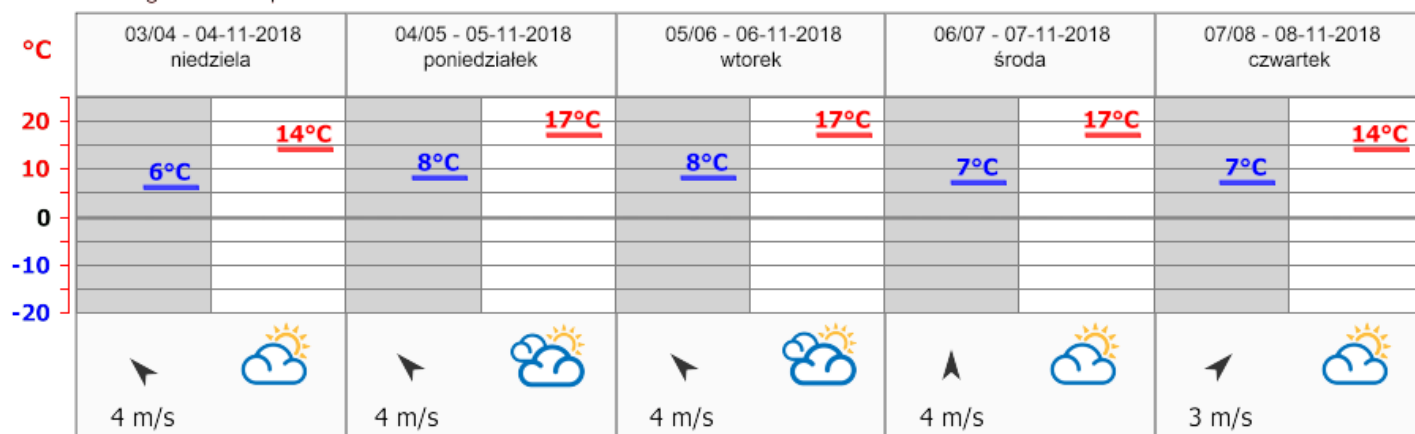 °C
03/04 - 04-11-2018
niedziela
04/05 - 05-11-2018
poniedziałek
05/06 - 06-11-2018
wtorek
06/07 - 07-11-2018
środa
07/08 - 08-11-2018
czwartek
20
10
0
-10
-20
6°C
14°C
8°C
17°C
8°C
17°C
7°C
17°C
7°C
14°C
4 m/s
4 m/s
4 m/s
4 m/s
3 m/s